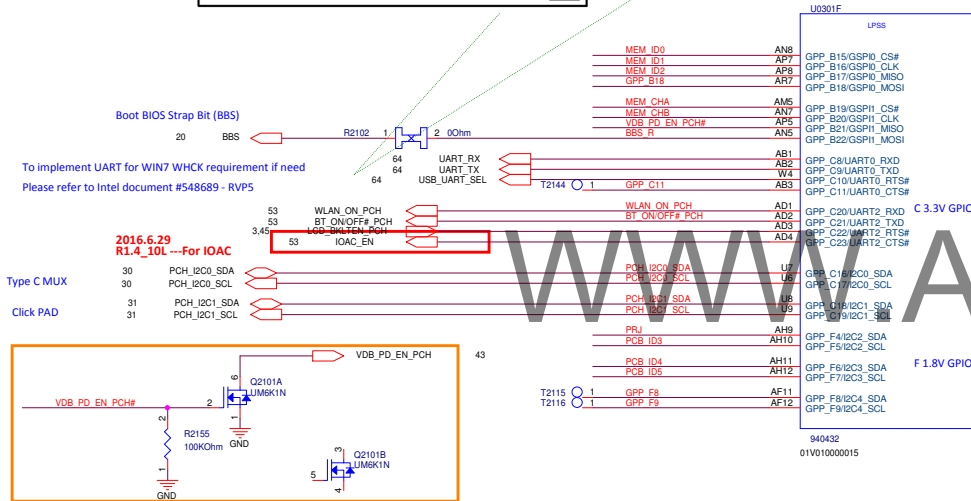 U0301F
LPSS
MEM_ID0 AN8 GPP_B15/GSPI0_CS#
MEM_ID1 AP7 GPP_B16/GSPI0_CLK
MEM_ID2 AP8 GPP_B17/GSPI0_MISO
GPP_B18 AR7 GPP_B18/GSPI0_MOSI
MEM_CHA AM5 GPP_B19/GSPI1_CS#
MEM_CHB AN7 GPP_B20/GSPI1_CLK
VDB_PD_EN_PCH# AP5 GPP_B21/GSPI1_MISO
Boot BIOS Strap Bit (BBS)
20 BBS R2102 1 2 0Ohm BBS_R AN5 GPP_B22/GSPI1_MOSI
To implement UART for WIN7 WHCK requirement if need
Please refer to Intel document #548689 - RVP5
64 UART_RX AB1 GPP_C8/UART0_RXD
64 UART_TX AB2 GPP_C9/UART0_TXD
64 USB_UART_SEL W4 GPP_C10/UART0_RTS#
T2144 1 GPP_C11 AB3 GPP_C11/UART0_CTS#
53 WLAN_ON_PCH WLAN_ON_PCH AD1 GPP_C20/UART2_RXD
C 3.3V GPIO
53 BT_ON/OFF#_PCH BT_ON/OFF#_PCH AD2 GPP_C21/UART2_TXD
3,45 LCD_BKLTEN_PCH AD3 GPP_C22/UART2_RTS#
53 IOAC_EN AD4 GPP_C23/UART2_CTS#
2016.6.29
R1.4_10L ---For IOAC
WWW.A
Type C MUX
30 PCH_I2C0_SDA PCH_I2C0_SDA U7 GPP_C16/I2C0_SDA
30 PCH_I2C0_SCL PCH_I2C0_SCL U6 GPP_C17/I2C0_SCL
Click PAD
31 PCH_I2C1_SDA PCH_I2C1_SDA U8 GPP_C18/I2C1_SDA
31 PCH_I2C1_SCL PCH_I2C1_SCL U9 GPP_C19/I2C1_SCL
PRJ AH9 GPP_F4/I2C2_SDA
PCB_ID3 AH10 GPP_F5/I2C2_SCL
PCB_ID4 AH11 GPP_F6/I2C3_SDA
F 1.8V GPIO
PCB_ID5 AH12 GPP_F7/I2C3_SCL
T2115 1 GPP_F8 AF11 GPP_F8/I2C4_SDA
T2116 1 GPP_F9 AF12 GPP_F9/I2C4_SCL
940432
01V010000015
VDB_PD_EN_PCH 43
6
Q2101A
UM6K1N
VDB_PD_EN_PCH# 2
1
GND
2
R2155
100KOhm
1
GND
3
Q2101B
UM6K1N
5
4